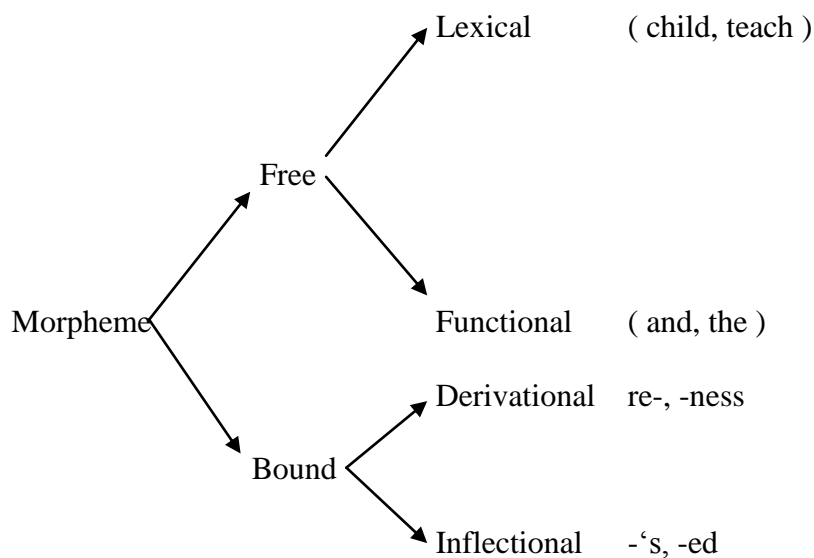 Lexical ( child, teach )
Free
Morpheme Functional ( and, the )
Derivational re-, -ness
Bound
Inflectional -‘s, -ed